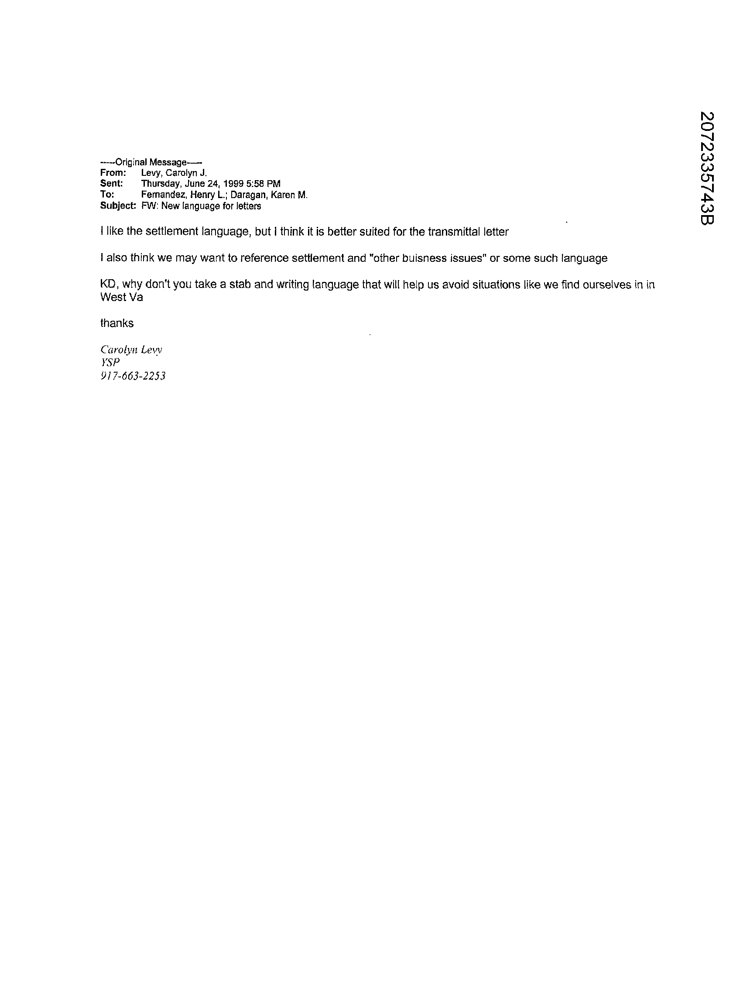 -----Original Message-----
From: Levy, Carolyn J.
Sent: Thursday, June 24, 1999 5:58 PM
To: Fernandez, Henry L.; Daragan, Karen M.
Subject: FW: New language for letters
I like the settlement language, but I think it is better suited for the transmittal letter
I also think we may want to reference settlement and "other buisness issues" or some such language
KD, why don't you take a stab and writing language that will help us avoid situations like we find ourselves in in
West Va
thanks
Carolyn Levy
YSP
917-663-2253
2072335743B